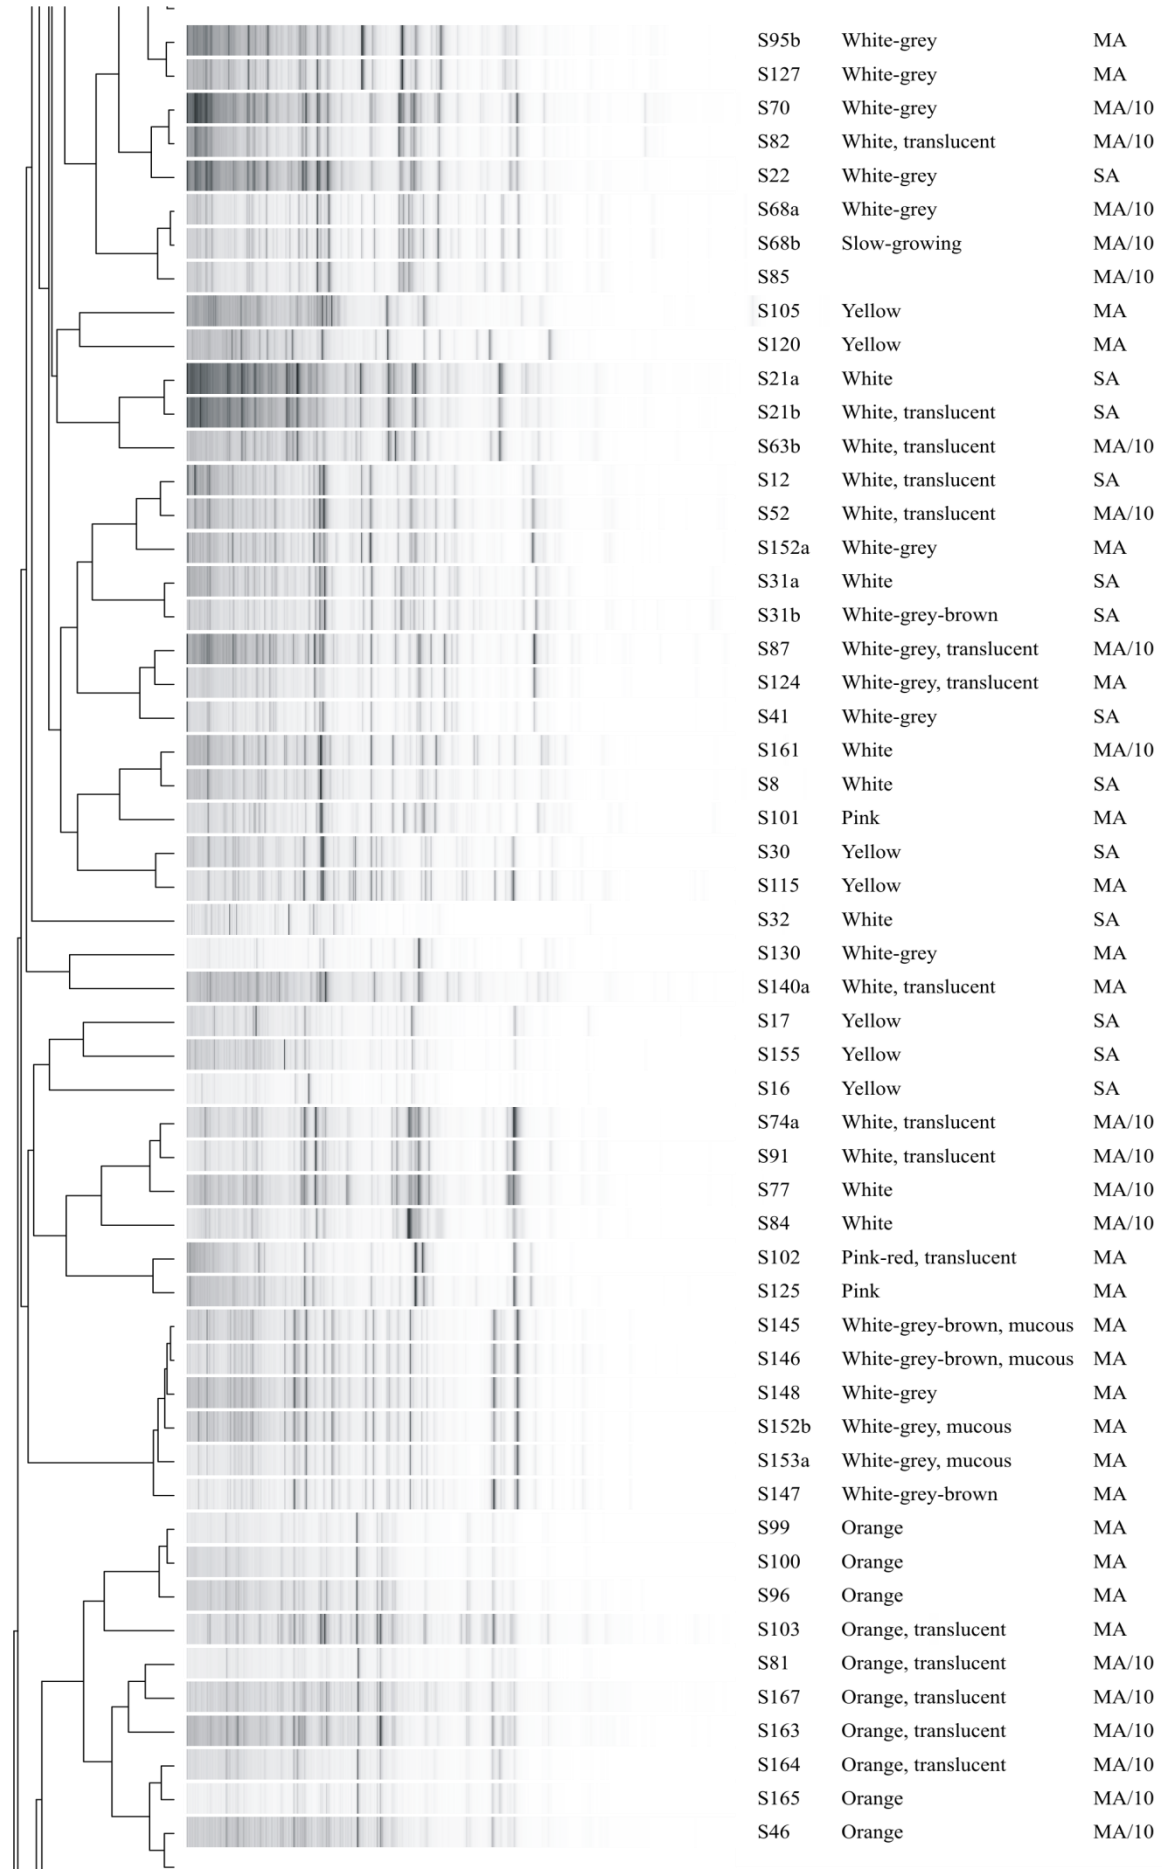 S95b White-grey MA
S127 White-grey MA
S70 White-grey MA/10
S82 White, translucent MA/10
S22 White-grey SA
S68a White-grey MA/10
S68b Slow-growing MA/10
S85 MA/10
S105 Yellow MA
S120 Yellow MA
S21a White SA
S21b White, translucent SA
S63b White, translucent MA/10
S12 White, translucent SA
S52 White, translucent MA/10
S152a White-grey MA
S31a White SA
S31b White-grey-brown SA
S87 White-grey, translucent MA/10
S124 White-grey, translucent MA
S41 White-grey SA
S161 White MA/10
S8 White SA
S101 Pink MA
S30 Yellow SA
S115 Yellow MA
S32 White SA
S130 White-grey MA
S140a White, translucent MA
S17 Yellow SA
S155 Yellow SA
S16 Yellow SA
S74a White, translucent MA/10
S91 White, translucent MA/10
S77 White MA/10
S84 White MA/10
S102 Pink-red, translucent MA
S125 Pink MA
S145 White-grey-brown, mucous MA
S146 White-grey-brown, mucous MA
S148 White-grey MA
S152b White-grey, mucous MA
S153a White-grey, mucous MA
S147 White-grey-brown MA
S99 Orange MA
S100 Orange MA
S96 Orange MA
S103 Orange, translucent MA
S81 Orange, translucent MA/10
S167 Orange, translucent MA/10
S163 Orange, translucent MA/10
S164 Orange, translucent MA/10
S165 Orange MA/10
S46 Orange MA/10